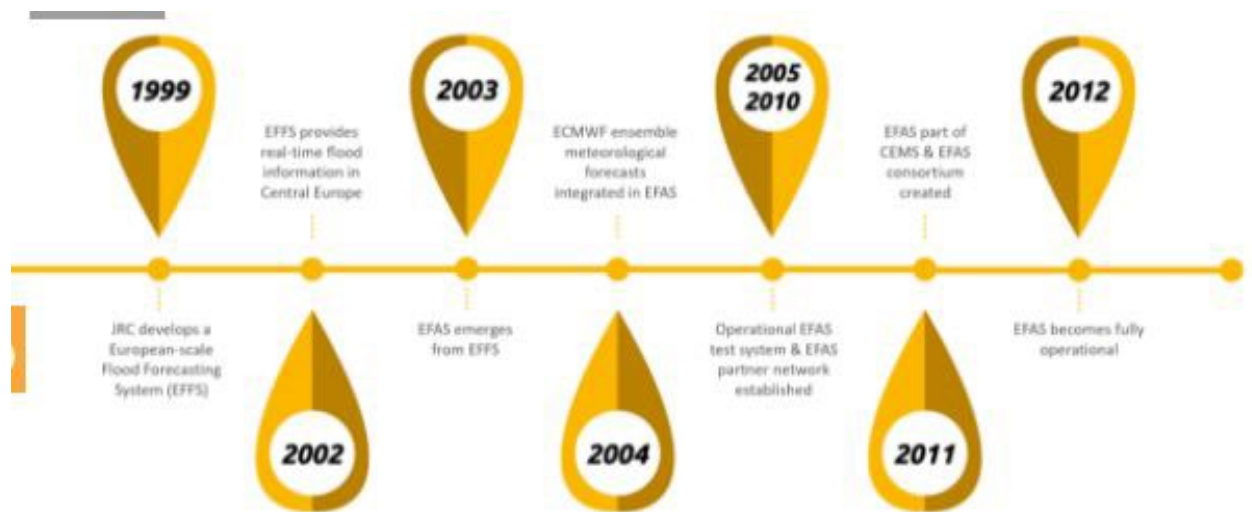 1999
JRC develops a
European-scale
Flood Forecasting
System (EFFS)
EFFS provides
real-time flood
information in
Central Europe
2002
2003
EFAS emerges
from EFFS
ECMWF ensemble
meteorological
forecasts
integrated in EFAS
2004
2005
2010
Operational EFAS
test system & EFAS
partner network
established
EFAS part of
CEMS & EFAS
consortium
created
2011
2012
EFAS becomes fully
operational